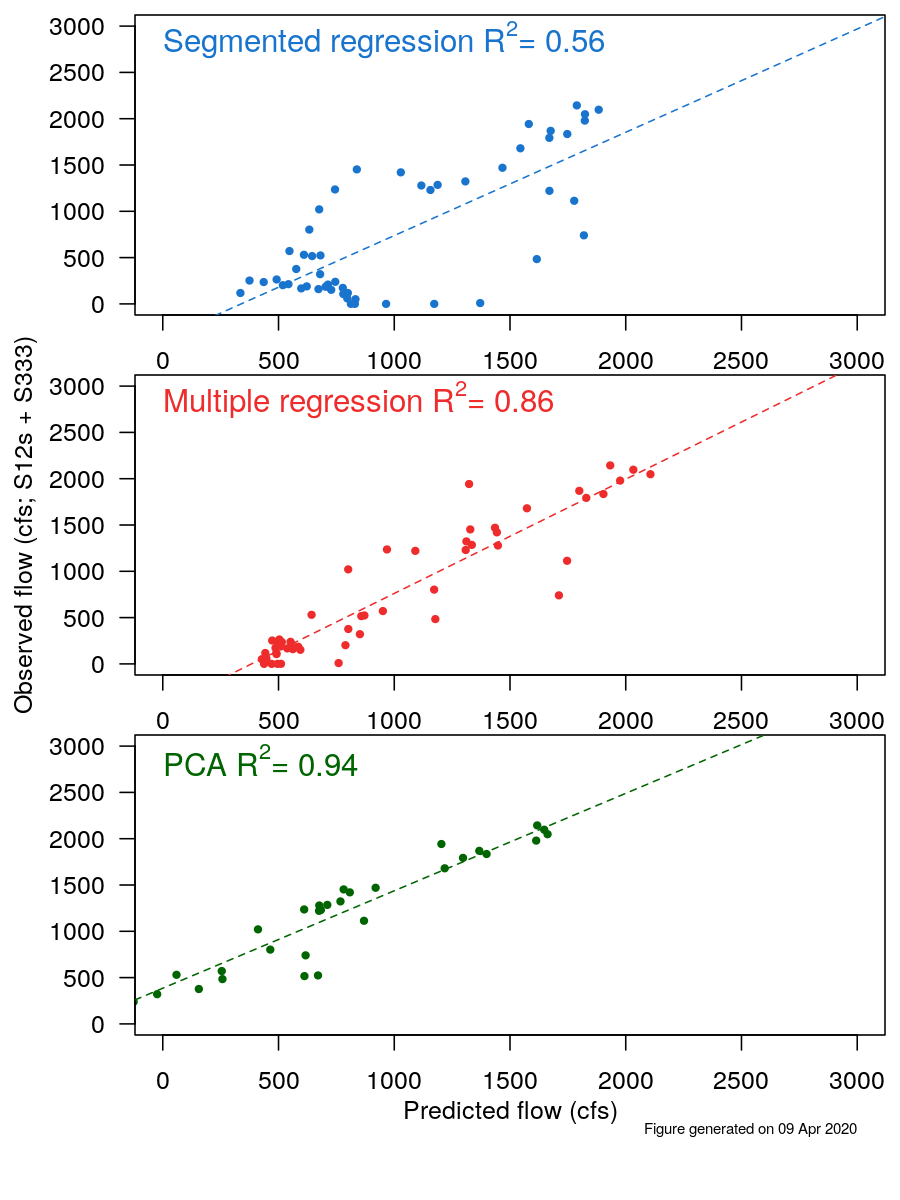 Observed flow (cfs; S12s + S333)
Segmented regression R2= 0.56
3000
2500
2000
1500
1000
500
0
0 500 1000 1500 2000 2500 3000
Multiple regression R2= 0.86
3000
2500
2000
1500
1000
500
0
0 500 1000 1500 2000 2500 3000
PCA R2= 0.94
3000
2500
2000
1500
1000
500
0
0 500 1000 1500 2000 2500 3000
Predicted flow (cfs)
Figure generated on 09 Apr 2020